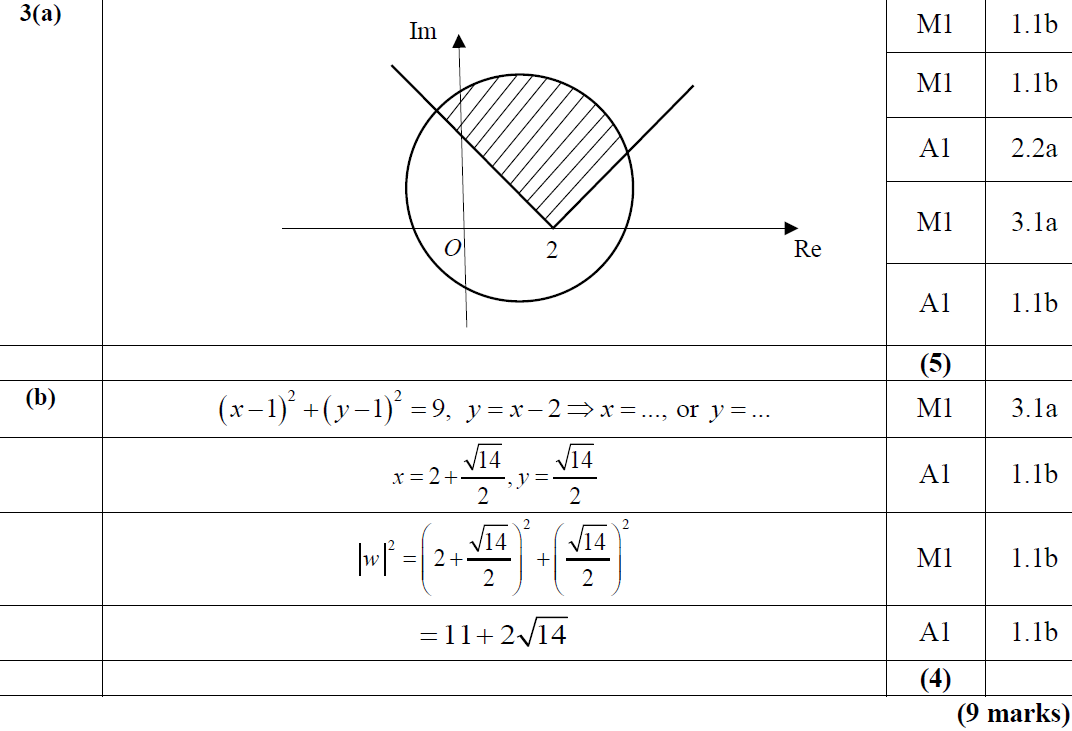 3(a) M1 1.1b
Im
M1 1.1b
A1 2.2a
M1 3.1a
O 2 Re
A1 1.1b
(5)
(b) (x−1)² + (y−1)² = 9, y = x − 2 ⇒ x = ..., or y = ... M1 3.1a
x = 2 + √14/2, y = √14/2 A1 1.1b
|w|² = (2 + √14/2)² + (√14/2)² M1 1.1b
= 11 + 2√14 A1 1.1b
(4)
(9 marks)